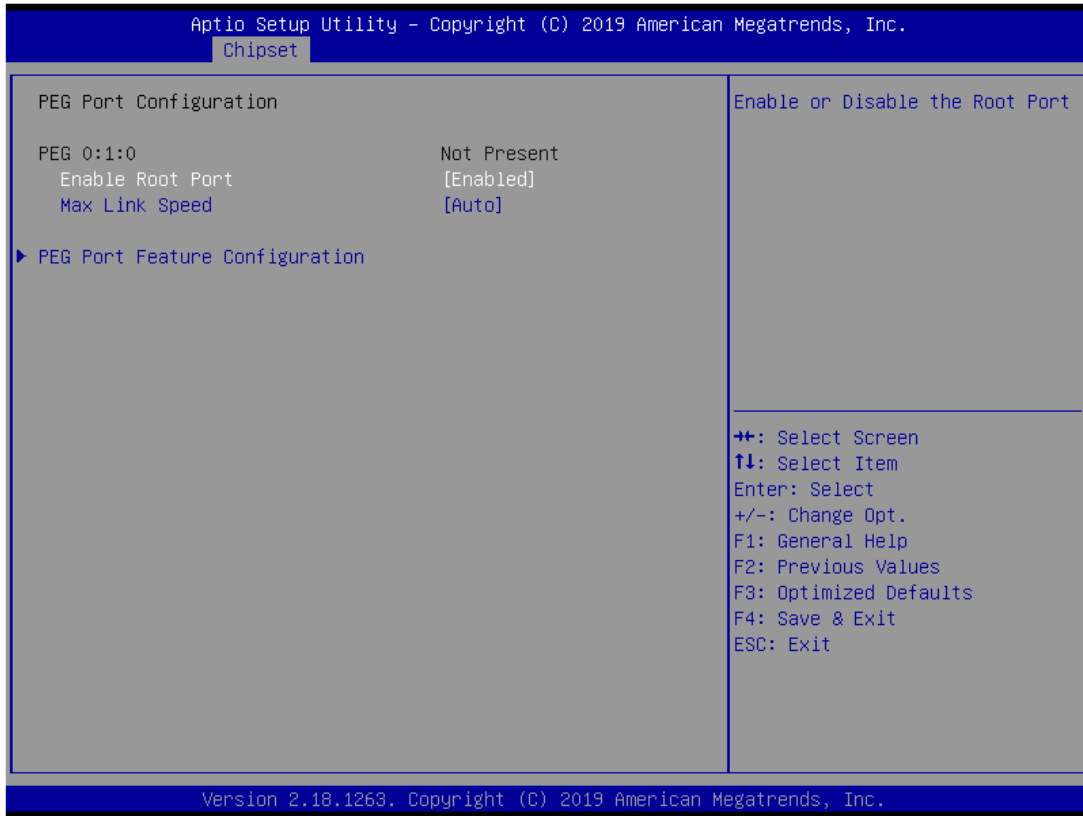 Aptio Setup Utility – Copyright (C) 2019 American Megatrends, Inc.
Chipset
PEG Port Configuration
PEG 0:1:0 Not Present
Enable Root Port [Enabled]
Max Link Speed [Auto]
▶ PEG Port Feature Configuration
Enable or Disable the Root Port
→←: Select Screen
↑↓: Select Item
Enter: Select
+/-: Change Opt.
F1: General Help
F2: Previous Values
F3: Optimized Defaults
F4: Save & Exit
ESC: Exit
Version 2.18.1263. Copyright (C) 2019 American Megatrends, Inc.